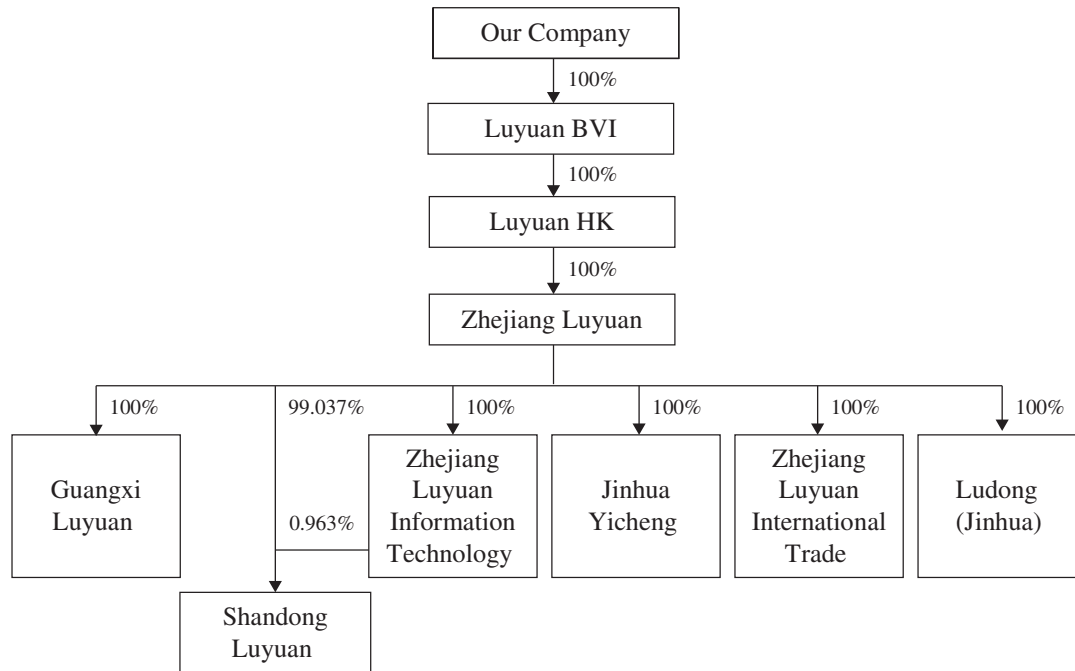 Our Company
100%
Luyuan BVI
100%
Luyuan HK
100%
Zhejiang Luyuan
100%
99.037%
100%
100%
100%
100%
Guangxi
Luyuan
0.963%
Zhejiang
Luyuan
Information
Technology
Jinhua
Yicheng
Zhejiang
Luyuan
International
Trade
Ludong
(Jinhua)
Shandong
Luyuan